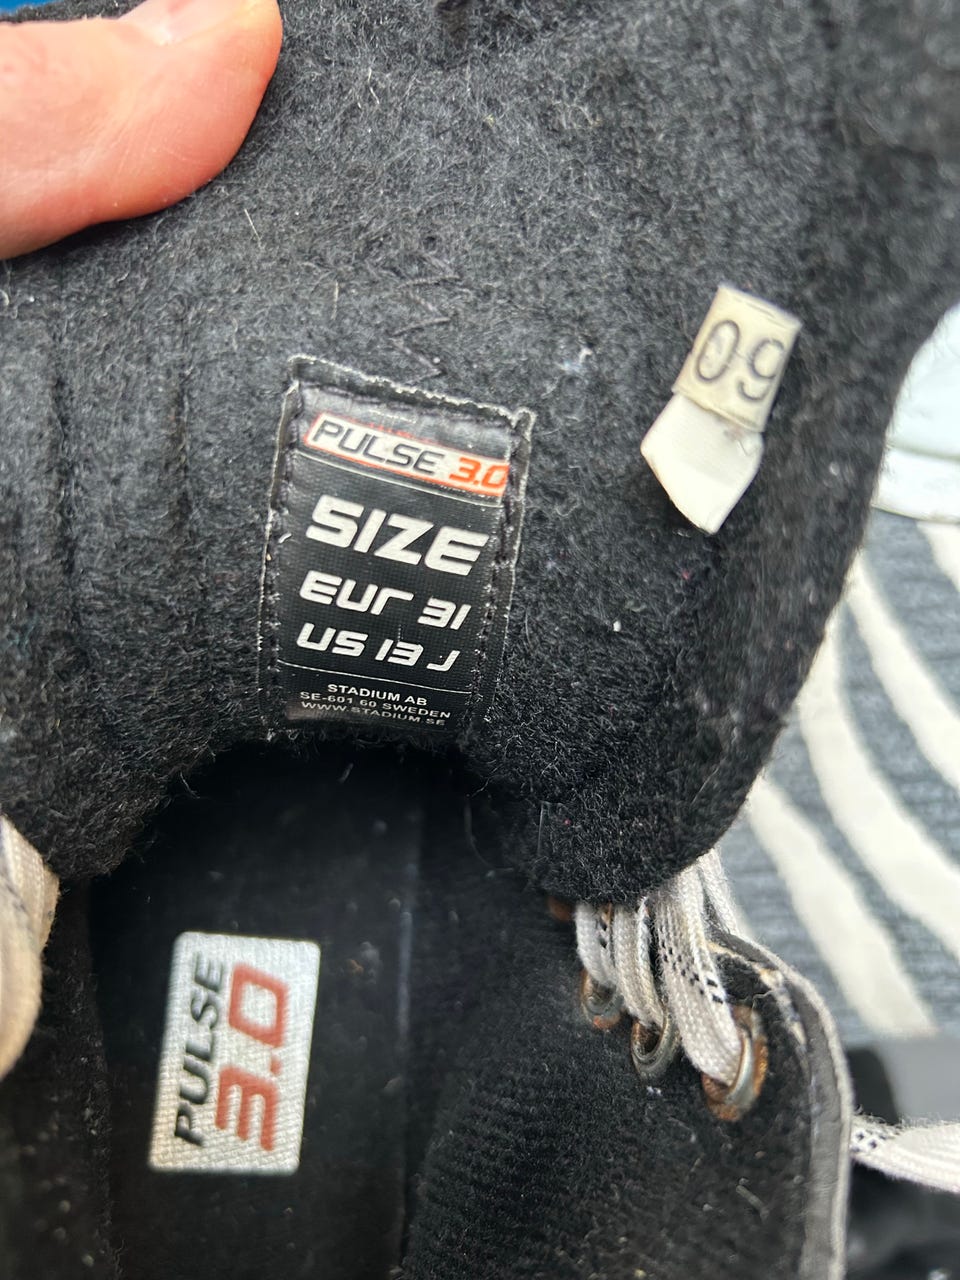 09
PULSE 3.0
SIZE
EUR 31
US 13 J
STADIUM AB
SE-601 60 SWEDEN
WWW.STADIUM.SE
PULSE
3.0